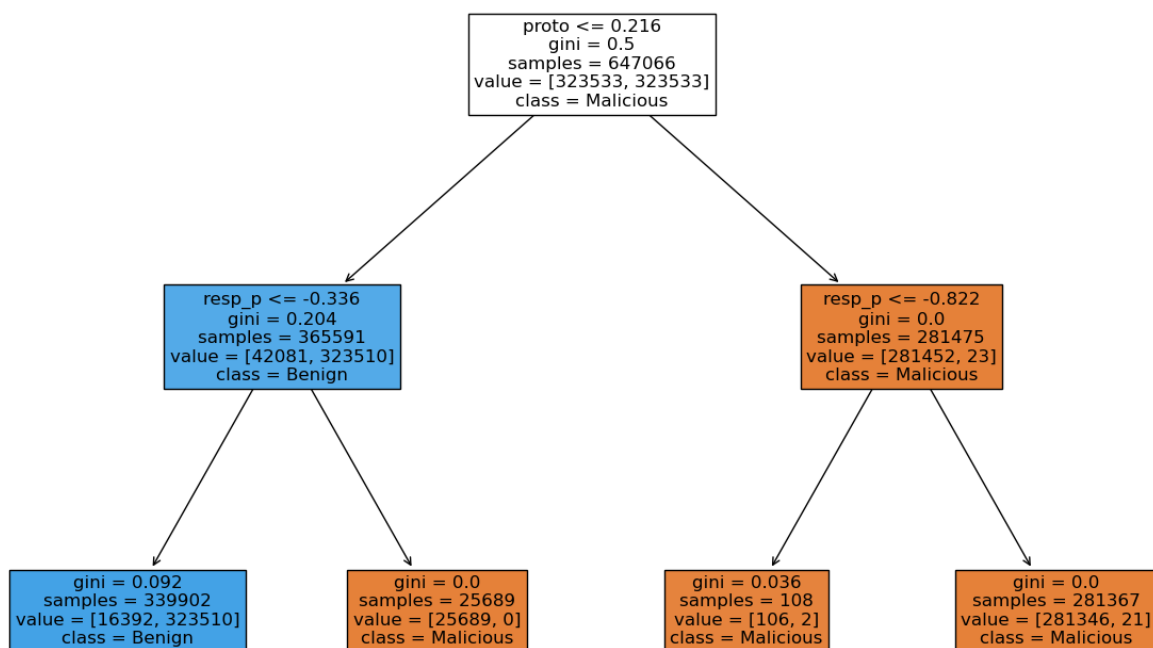 proto <= 0.216
gini = 0.5
samples = 647066
value = [323533, 323533]
class = Malicious
resp_p <= -0.336
gini = 0.204
samples = 365591
value = [42081, 323510]
class = Benign
resp_p <= -0.822
gini = 0.0
samples = 281475
value = [281452, 23]
class = Malicious
gini = 0.092
samples = 339902
value = [16392, 323510]
class = Benign
gini = 0.0
samples = 25689
value = [25689, 0]
class = Malicious
gini = 0.036
samples = 108
value = [106, 2]
class = Malicious
gini = 0.0
samples = 281367
value = [281346, 21]
class = Malicious